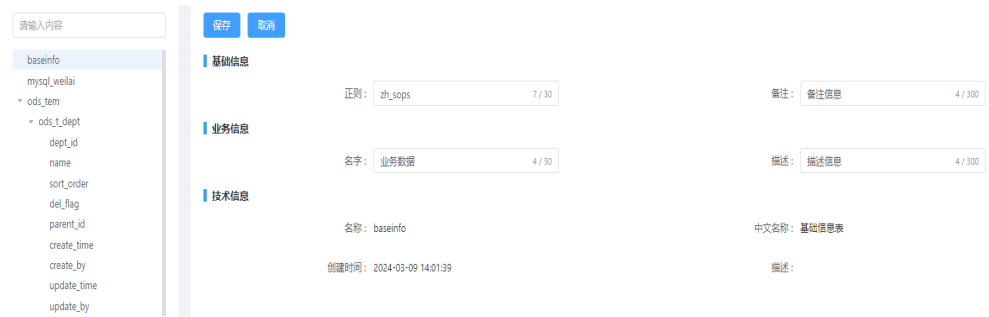 请输入内容
baseinfo
mysql_weilai
ods_tem
ods_t_dept
dept_id
name
sort_order
del_flag
parent_id
create_time
create_by
update_time
update_by
保存 取消
基础信息
正则： zh_sops 7 / 30 备注： 备注信息 4 / 300
业务信息
名字： 业务数据 4 / 30 描述： 描述信息 4 / 300
技术信息
名称： baseinfo 中文名称： 基础信息表
创建时间： 2024-03-09 14:01:39 描述：